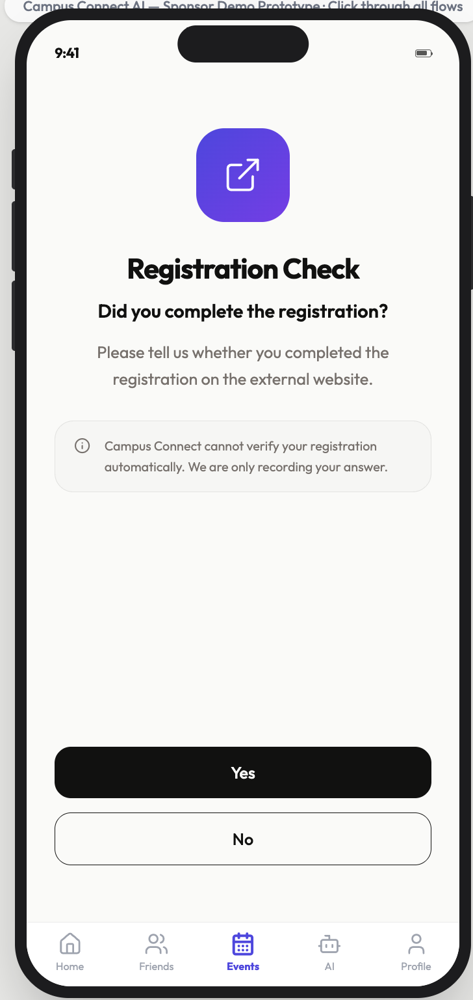 Campus Connect AI — Sponsor Demo Prototype · Click through all flows
9:41
Registration Check
Did you complete the registration?
Please tell us whether you completed the
registration on the external website.
Campus Connect cannot verify your registration
automatically. We are only recording your answer.
Yes
No
Home
Friends
Events
AI
Profile